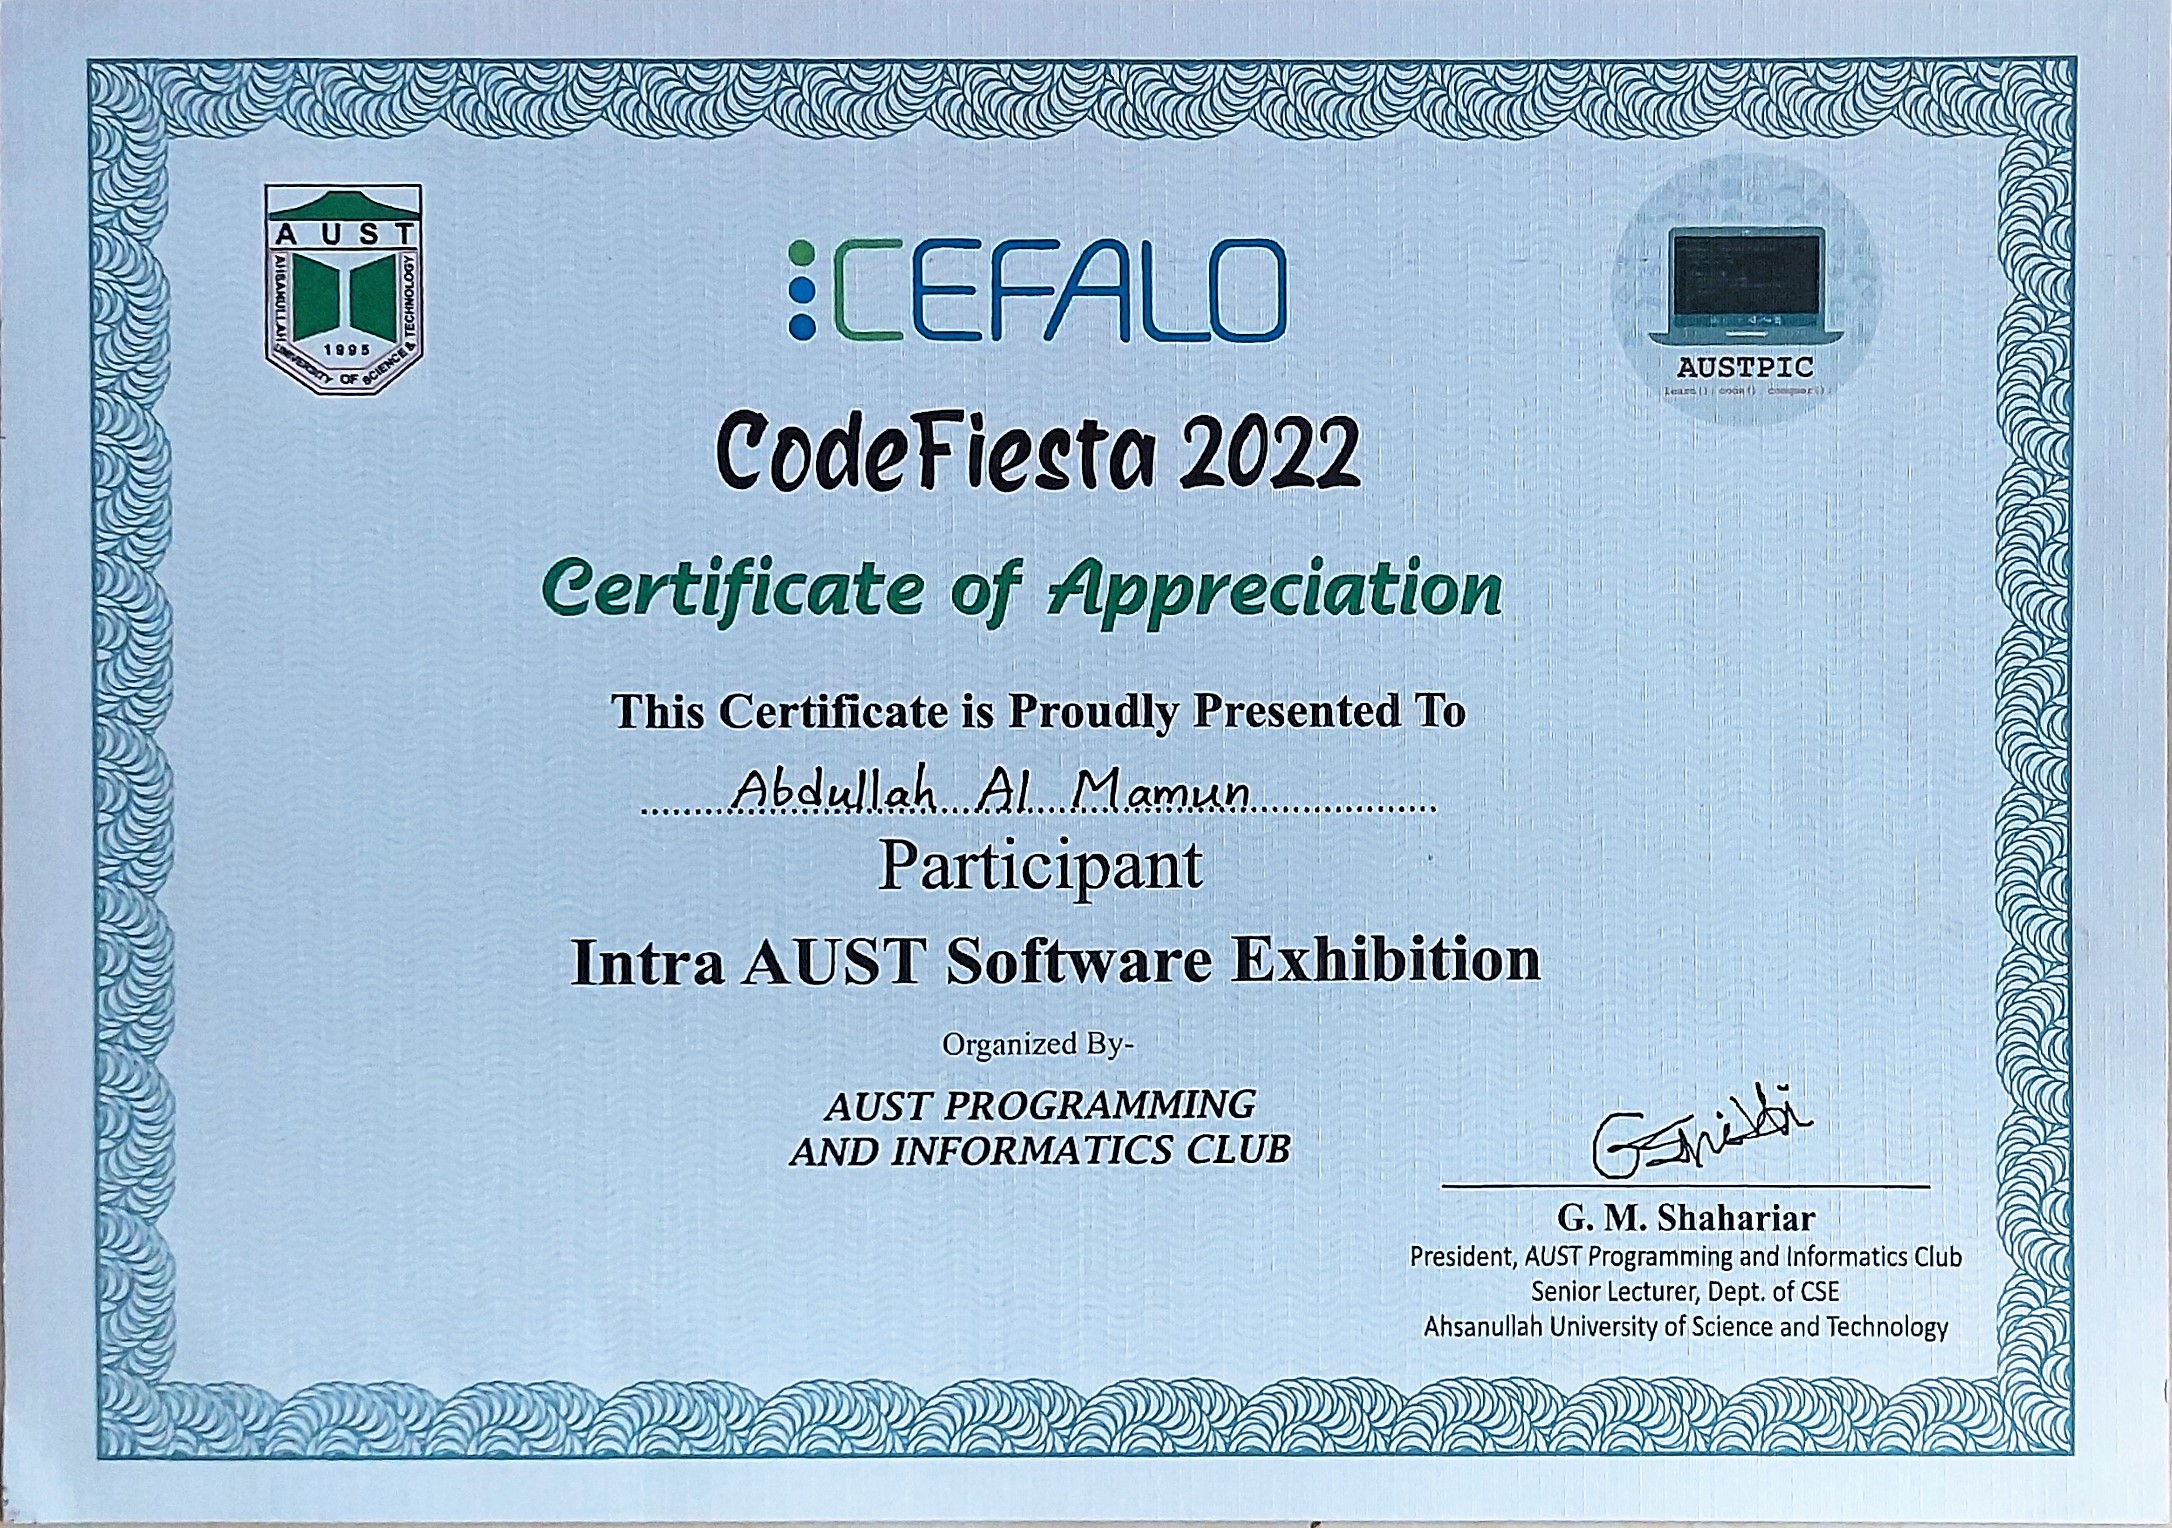 A U S T
AHSANULLAH UNIVERSITY OF SCIENCE & TECHNOLOGY
1995
CEFALO
AUSTPIC
learn() code() conquer()
CodeFiesta 2022
Certificate of Appreciation
This Certificate is Proudly Presented To
Abdullah Al Mamun
Participant
Intra AUST Software Exhibition
Organized By-
AUST PROGRAMMING
AND INFORMATICS CLUB
G. M. Shahariar
President, AUST Programming and Informatics Club
Senior Lecturer, Dept. of CSE
Ahsanullah University of Science and Technology